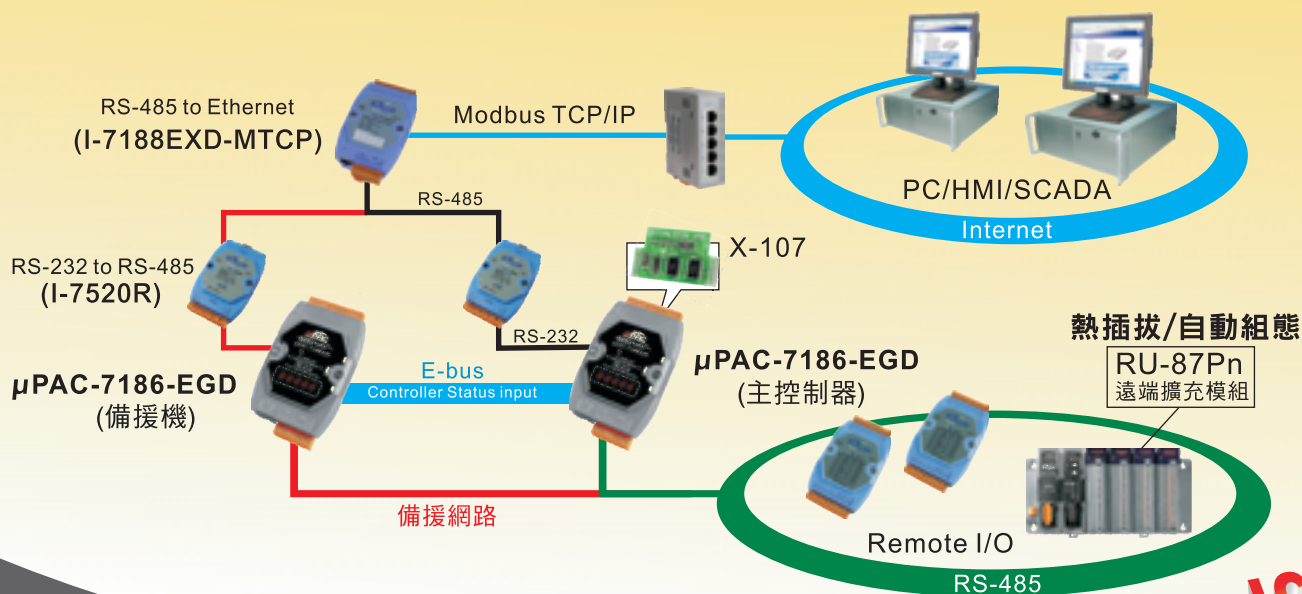 RS-485 to Ethernet
(I-7188EXD-MTCP)
Modbus TCP/IP
PC/HMI/SCADA
Internet
RS-485
X-107
RS-232 to RS-485
(I-7520R)
RS-232
μPAC-7186-EGD
(備援機)
E-bus
Controller Status input
μPAC-7186-EGD
(主控制器)
熱插拔/自動組態
RU-87Pn
遠端擴充模組
備援網路
Remote I/O
RS-485